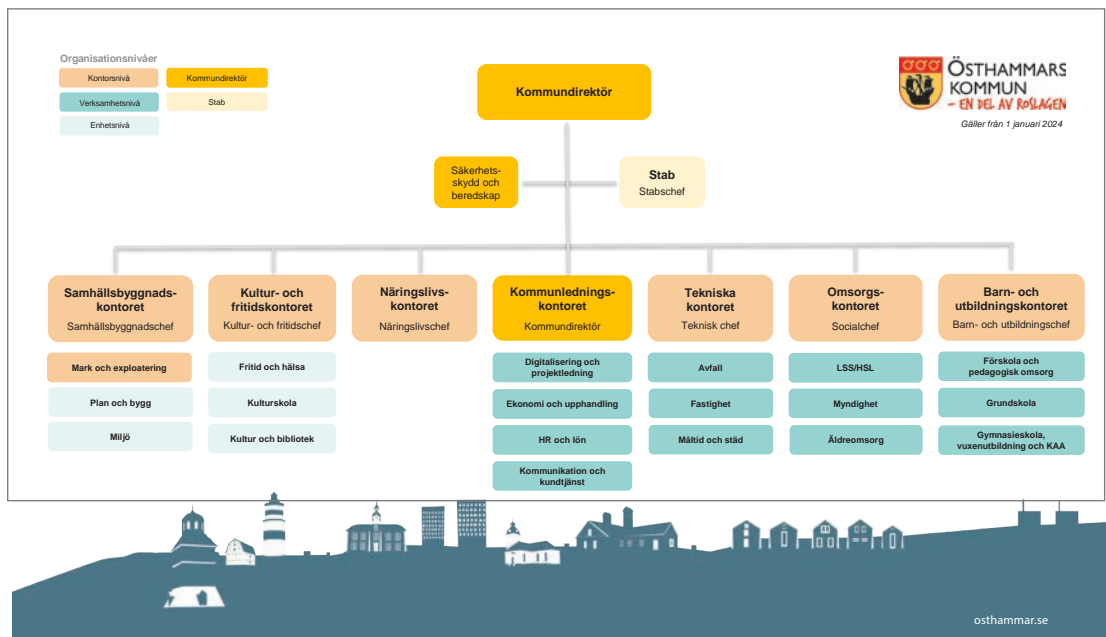 Organisationsnivåer
Kontorsnivå
Kommundirektör
Verksamhetsnivå
Stab
Enhetsnivå
Kommundirektör
ÖSTHAMMARS
KOMMUN
– EN DEL AV ROSLAGEN
Gäller från 1 januari 2024
Säkerhets-
skydd och
beredskap
Stab
Stabschef
Samhällsbyggnads-
kontoret
Samhällsbyggnadschef
Mark och exploatering
Plan och bygg
Miljö
Kultur- och
fritidskontoret
Kultur- och fritidschef
Fritid och hälsa
Kulturskola
Kultur och bibliotek
Näringslivs-
kontoret
Näringslivschef
Kommunlednings-
kontoret
Kommundirektör
Digitalisering och
projektledning
Ekonomi och upphandling
HR och lön
Kommunikation och
kundtjänst
Tekniska
kontoret
Teknisk chef
Avfall
Fastighet
Måltid och städ
Omsorgs-
kontoret
Socialchef
LSS/HSL
Myndighet
Äldreomsorg
Barn- och
utbildningskontoret
Barn- och utbildningschef
Förskola och
pedagogisk omsorg
Grundskola
Gymnasieskola,
vuxenutbildning och KAA
osthammar.se